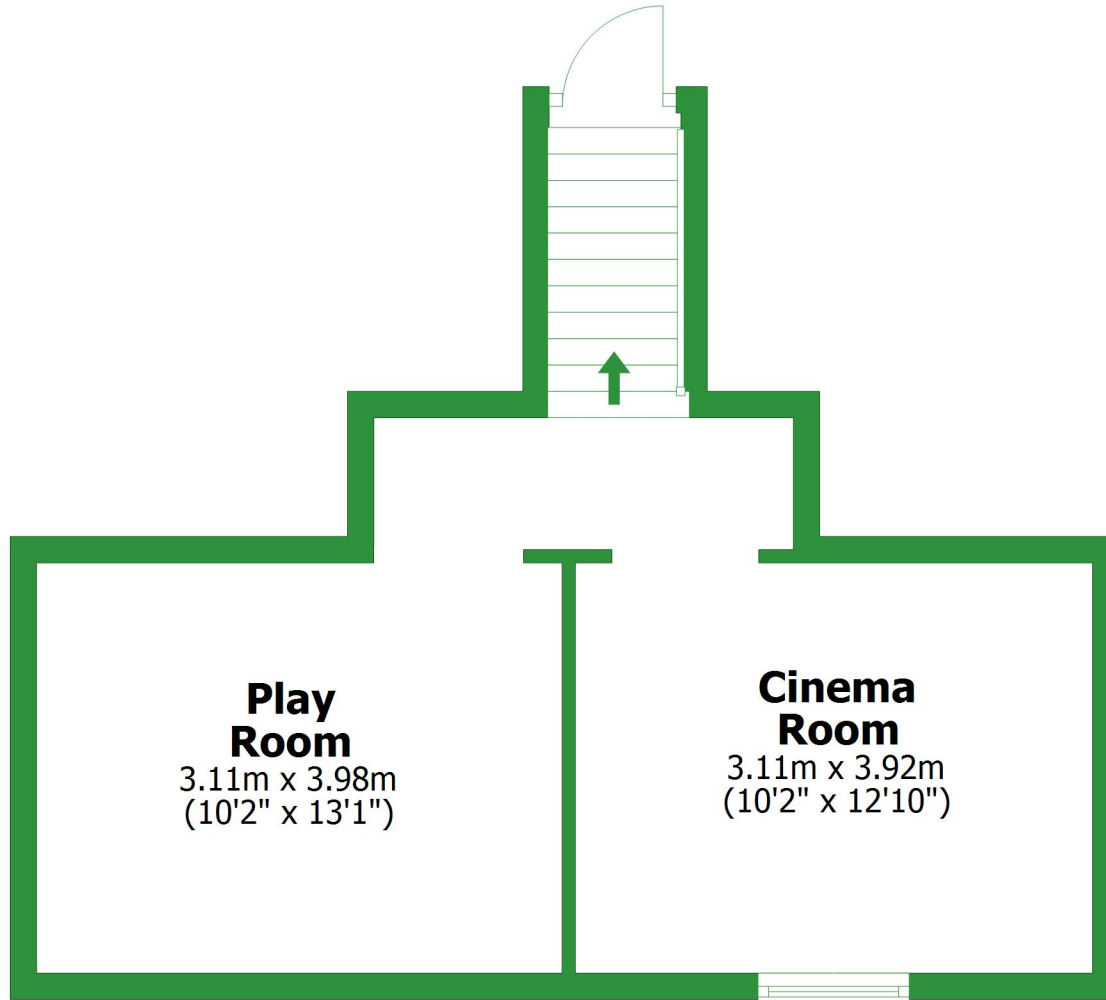 Play
Room
3.11m x 3.98m
(10'2" x 13'1")
Cinema
Room
3.11m x 3.92m
(10'2" x 12'10")